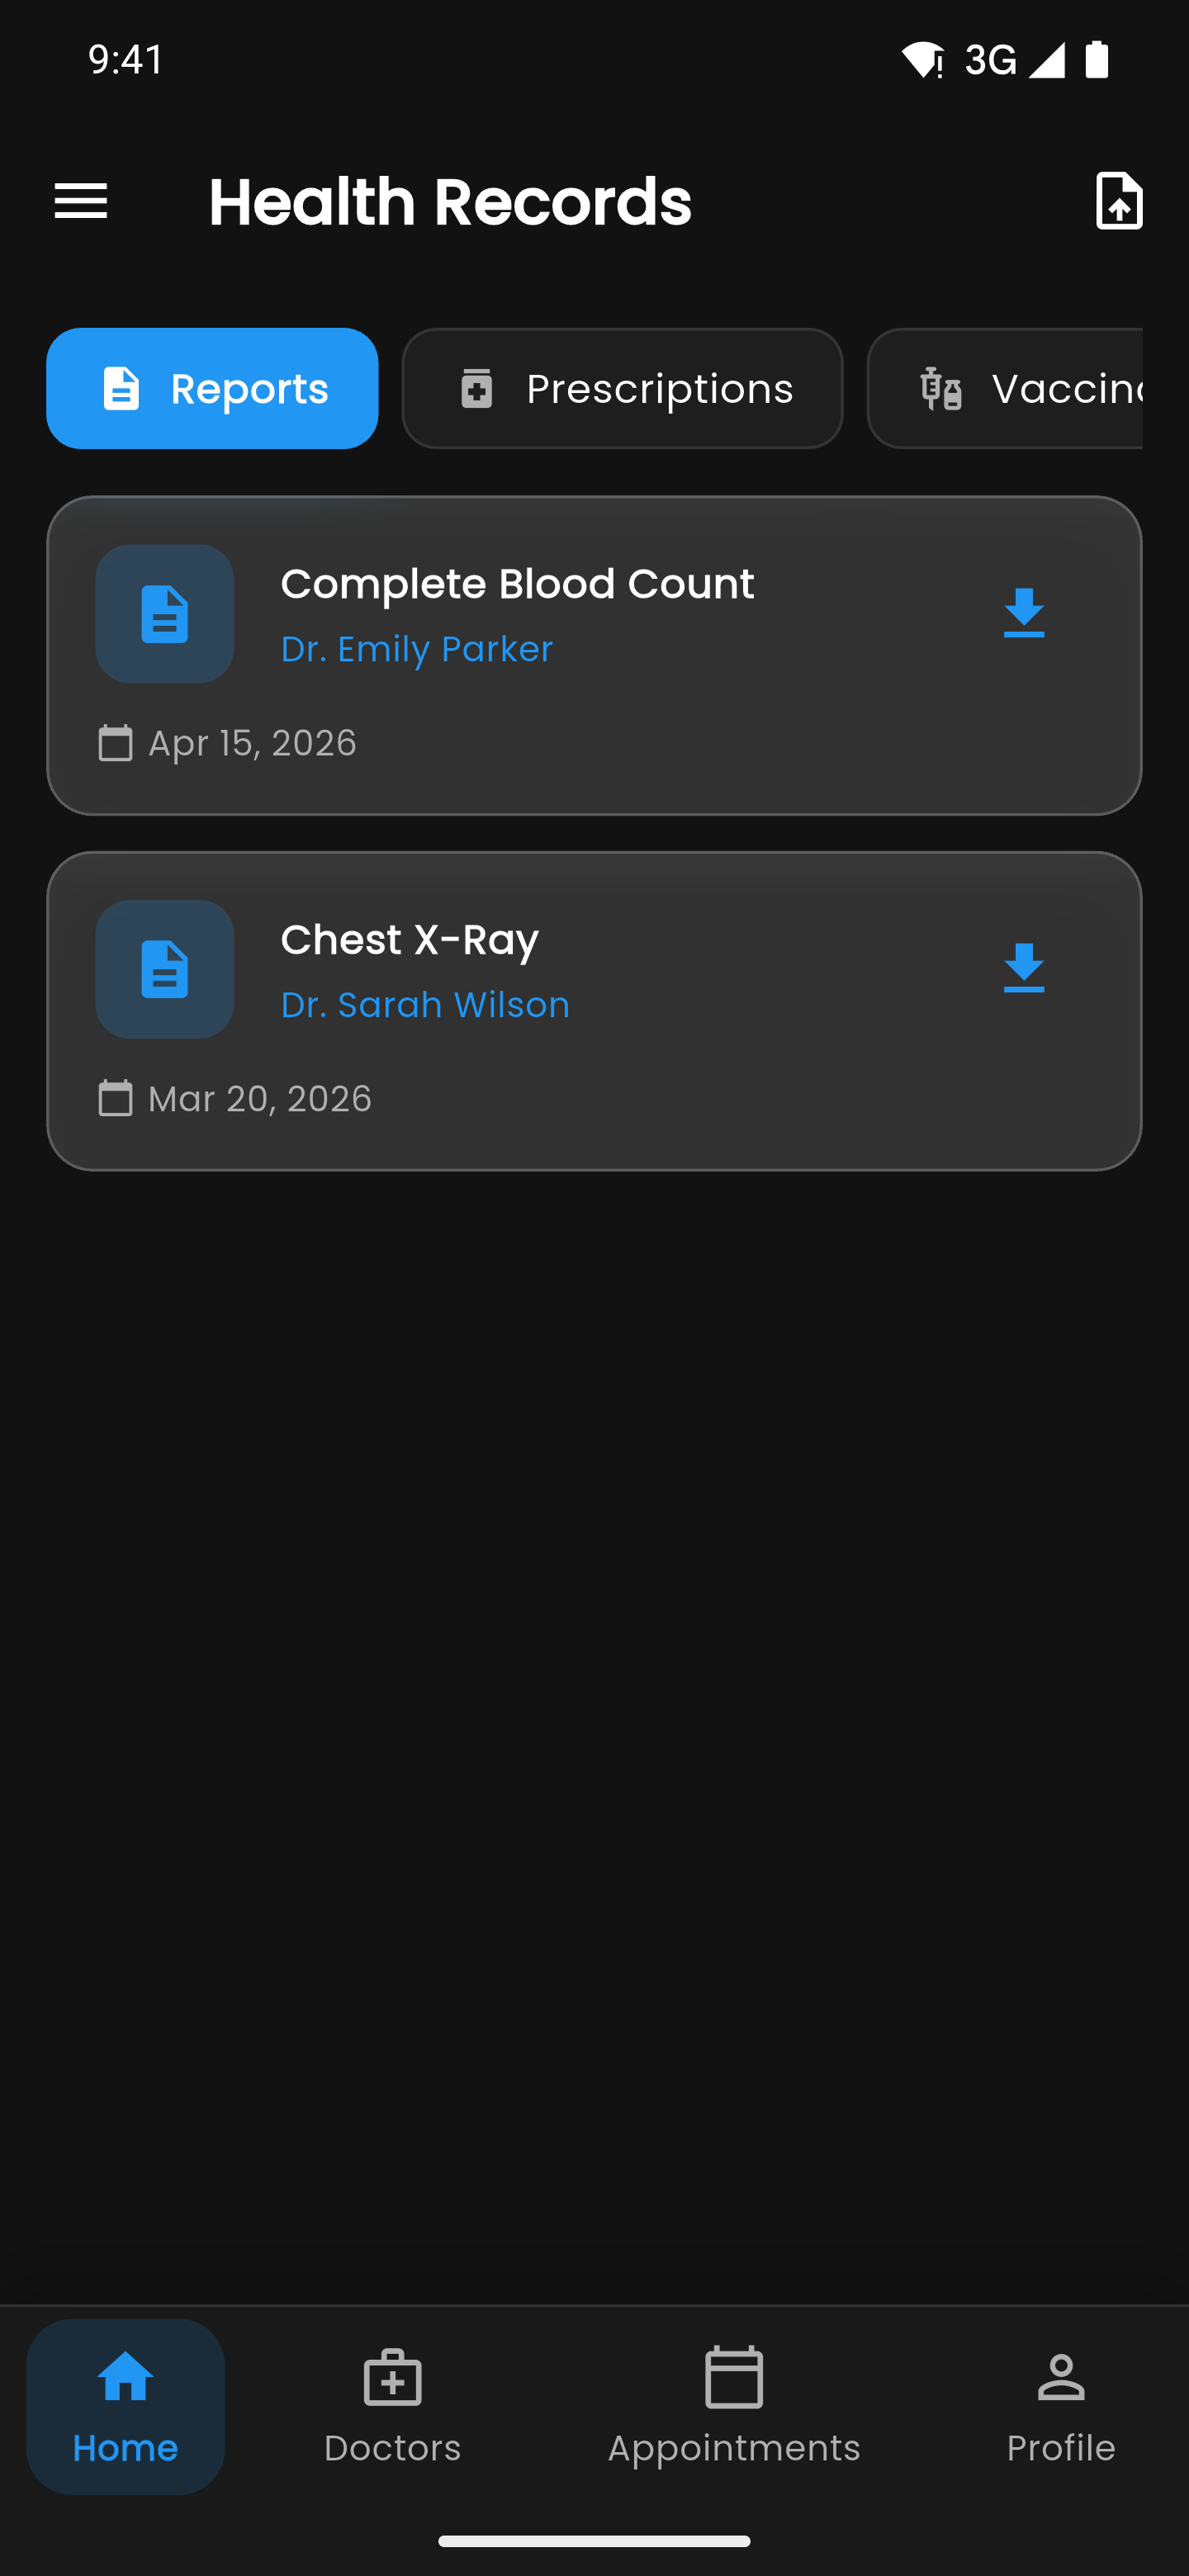 9:41
3G
Health Records
Reports
Prescriptions
Complete Blood Count
Dr. Emily Parker
Apr 15, 2026
Chest X-Ray
Dr. Sarah Wilson
Mar 20, 2026
Home
Doctors
Appointments
Profile